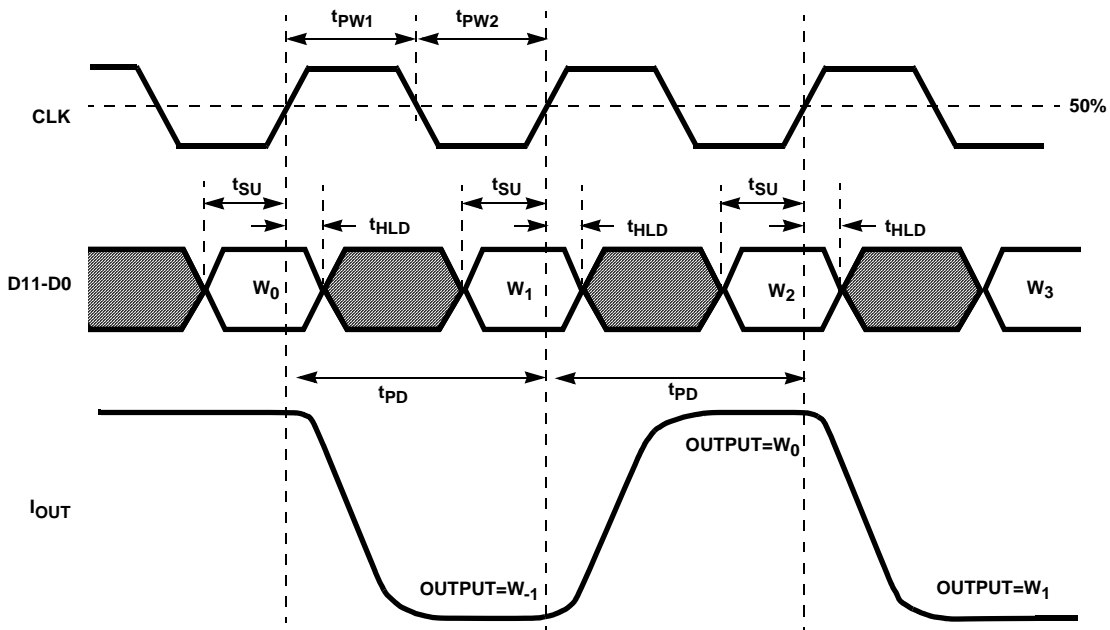 tPW1 tPW2
CLK
50%
tSU tSU tSU
tHLD tHLD tHLD
D11-D0
W0 W1 W2 W3
tPD tPD
OUTPUT=W0
IOUT
OUTPUT=W-1
OUTPUT=W1